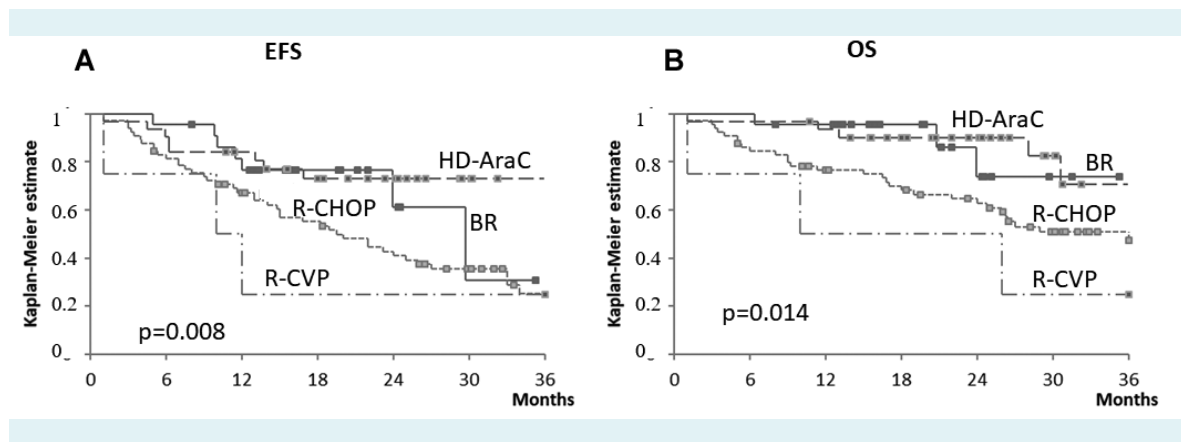 A
EFS
Kaplan-Meier estimate
1
0.8
0.6
0.4
0.2
0
HD-AraC
R-CHOP
BR
R-CVP
p=0.008
0 6 12 18 24 30 36
Months
B
OS
Kaplan-Meier estimate
1
0.8
0.6
0.4
0.2
0
HD-AraC
BR
R-CHOP
R-CVP
p=0.014
0 6 12 18 24 30 36
Months